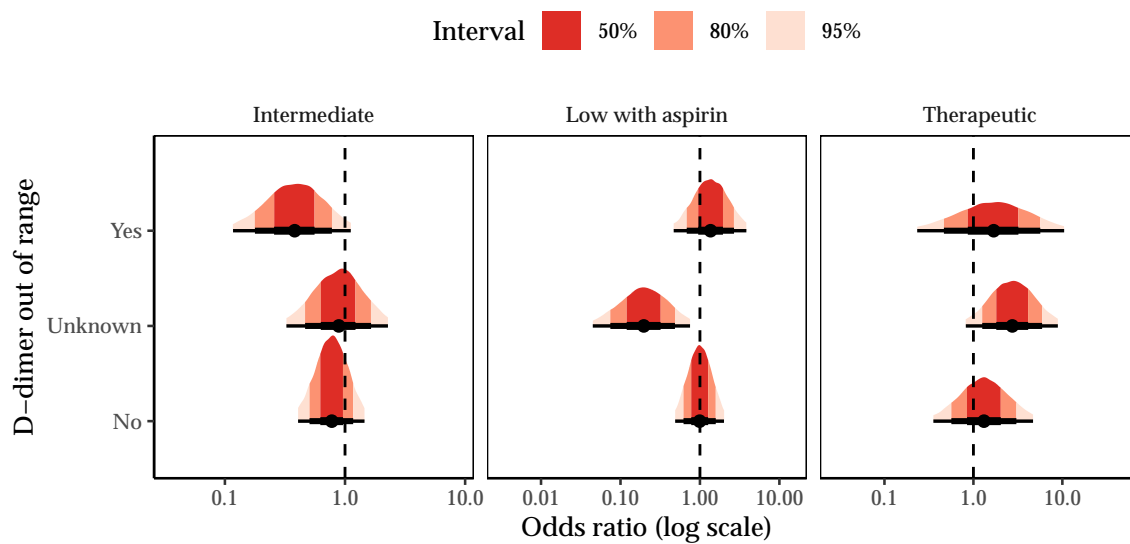 Interval 50% 80% 95%
Intermediate Low with aspirin Therapeutic
D−dimer out of range
Yes
Unknown
No
0.1 1.0 10.0 0.01 0.10 1.00 10.00 0.1 1.0 10.0
Odds ratio (log scale)